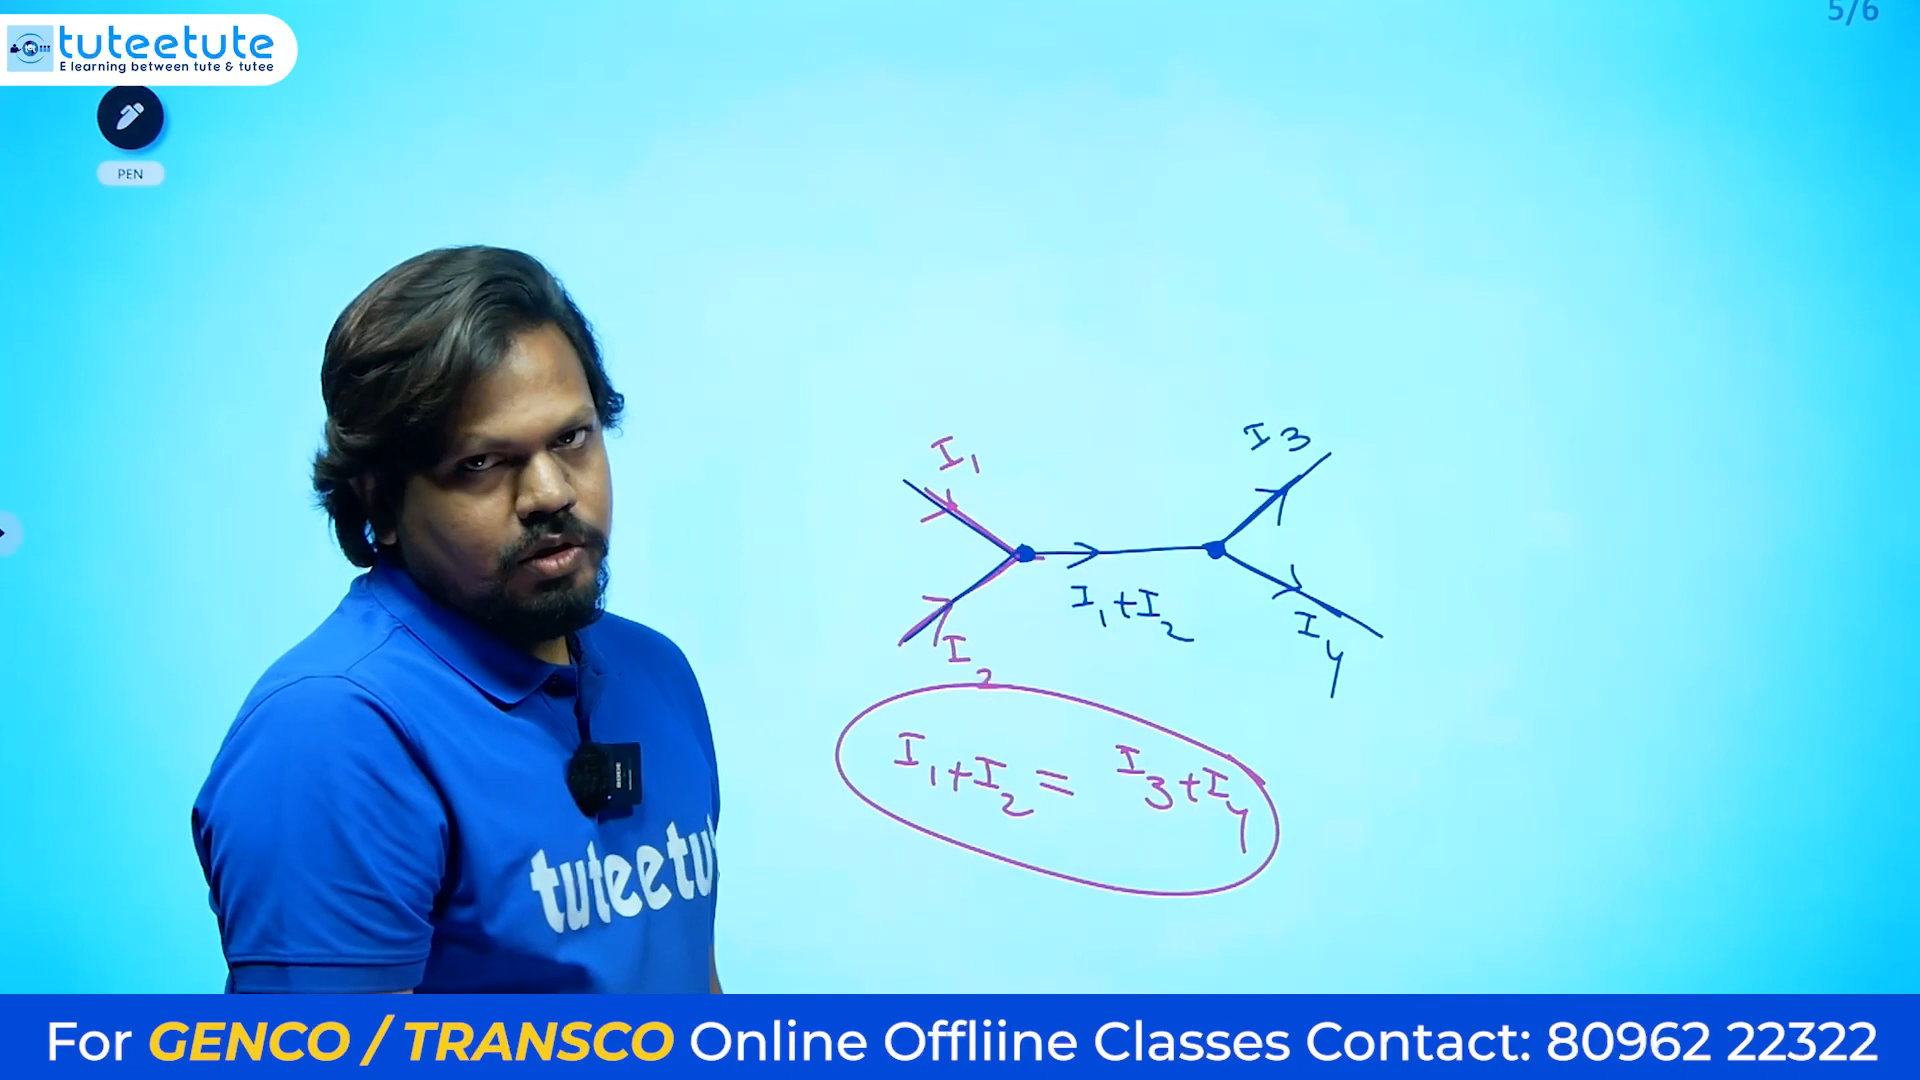 5/6
tuteetute
E learning between tute & tutee
PEN
I1
I3
I1+I2
I4
I2
I1+I2 = I3+I4
tuteetu
For GENCO / TRANSCO Online Offliine Classes Contact: 80962 22322